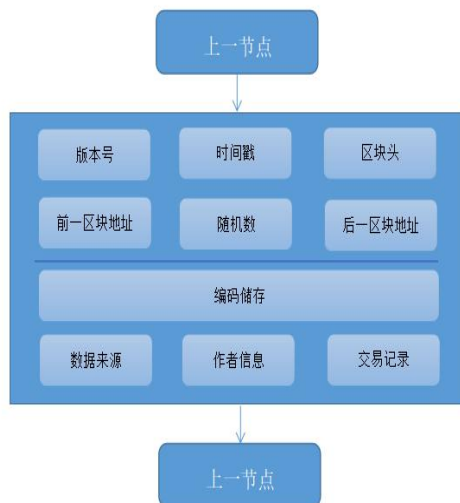 上一节点
版本号 时间戳 区块头
前一区块地址 随机数 后一区块地址
编码储存
数据来源 作者信息 交易记录
上一节点